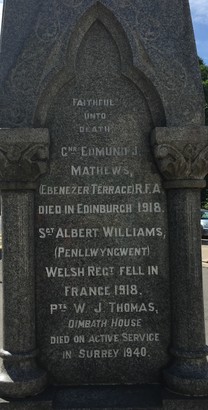 FAITHFUL
UNTO
DEATH
GNR EDMUND J.
MATHEWS,
(EBENEZER TERRACE) R.F.A.
DIED IN EDINBURGH 1918.
SGT ALBERT WILLIAMS,
(PENLLWYNGWENT)
WELSH REGT FELL IN
FRANCE 1918.
PTE W J THOMAS,
DIMBATH HOUSE
DIED ON ACTIVE SERVICE
IN SURREY 1940.